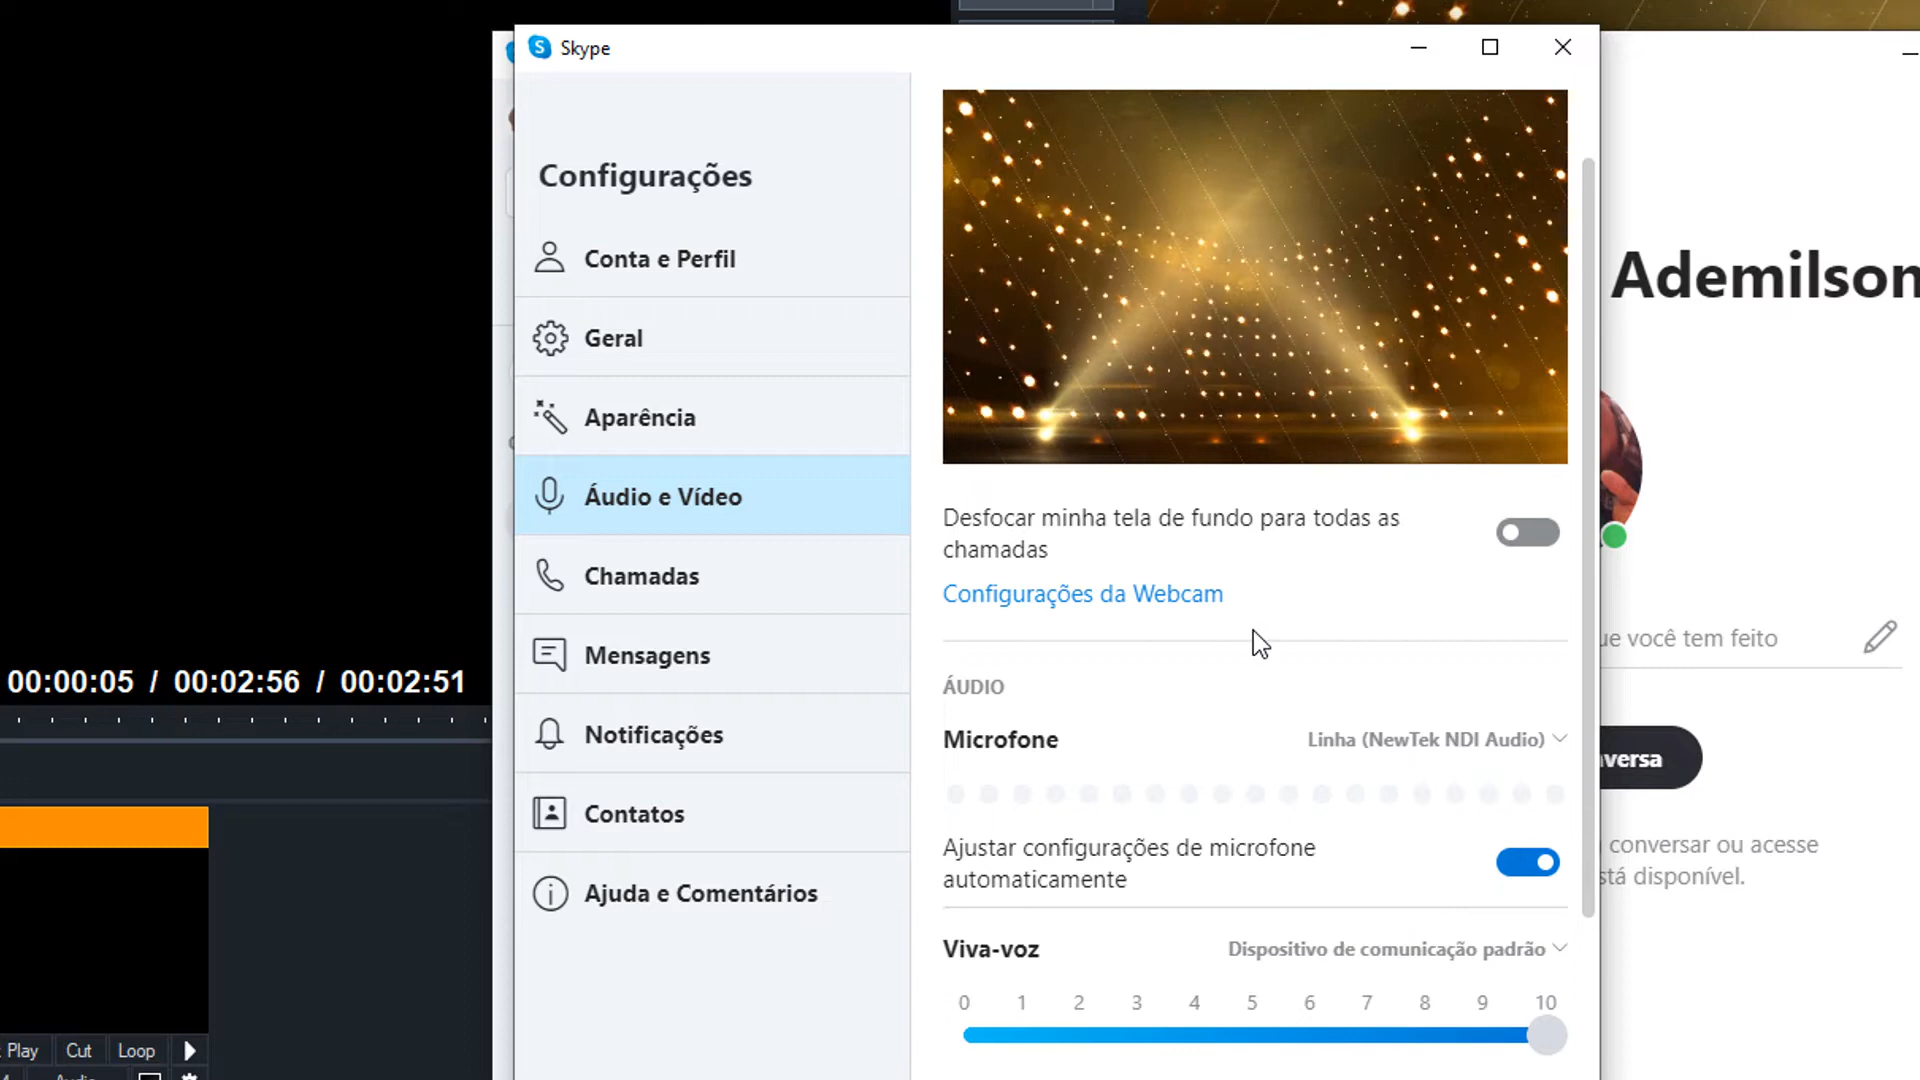 Skype
Configurações
Conta e Perfil
Geral
Aparência
Áudio e Vídeo
Chamadas
Mensagens
Notificações
Contatos
Ajuda e Comentários
Desfocar minha tela de fundo para todas as
chamadas
Configurações da Webcam
ÁUDIO
Microfone
Linha (NewTek NDI Audio)
Ajustar configurações de microfone
automaticamente
Viva-voz
Dispositivo de comunicação padrão
0 1 2 3 4 5 6 7 8 9 10
Ademilson
ue você tem feito
versa
conversar ou acesse
stá disponível.
00:00:05 / 00:02:56 / 00:02:51
Play Cut Loop